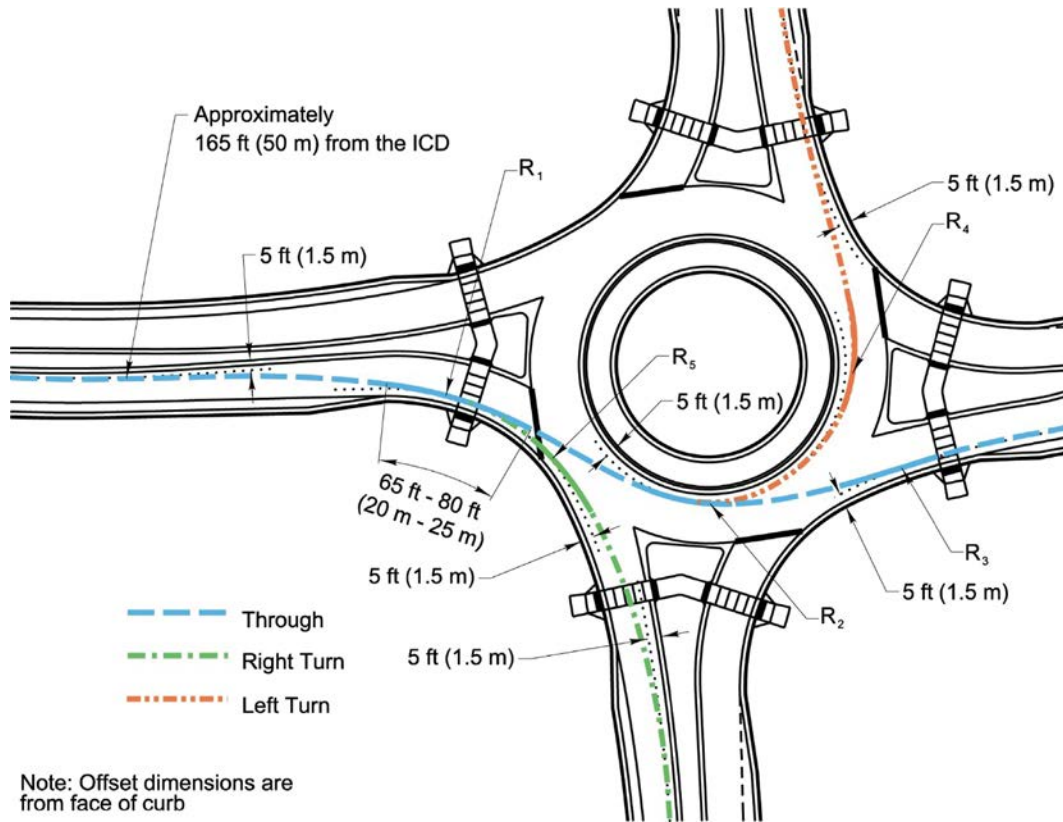 Approximately
165 ft (50 m) from the ICD
R1
5 ft (1.5 m)
5 ft (1.5 m)
R4
R5
5 ft (1.5 m)
65 ft - 80 ft
(20 m - 25 m)
5 ft (1.5 m)
R3
5 ft (1.5 m)
R2
5 ft (1.5 m)
Through
Right Turn
Left Turn
Note: Offset dimensions are
from face of curb